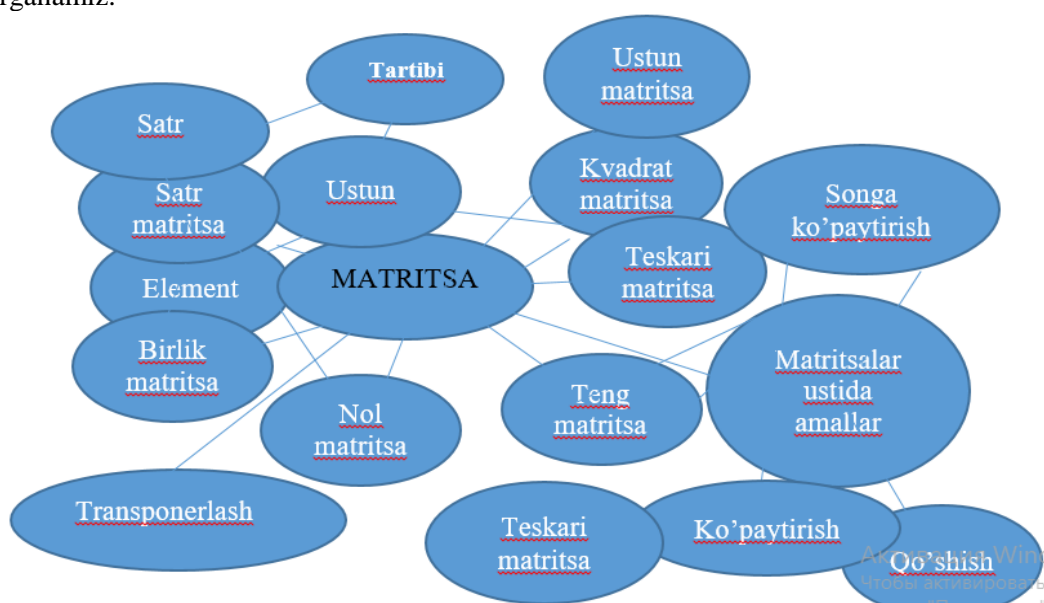 rganamiz.
Tartibi
Ustun
matritsa
Satr
Kvadrat
matritsa
Satr
matritsa
Ustun
Songa
ko’paytirish
Teskari
matritsa
Element
MATRITSA
Birlik
matritsa
Matritsalar
ustida
amallar
Teng
matritsa
Nol
matritsa
Transponerlash
Teskari
matritsa
Ko’paytirish
Qo’shish